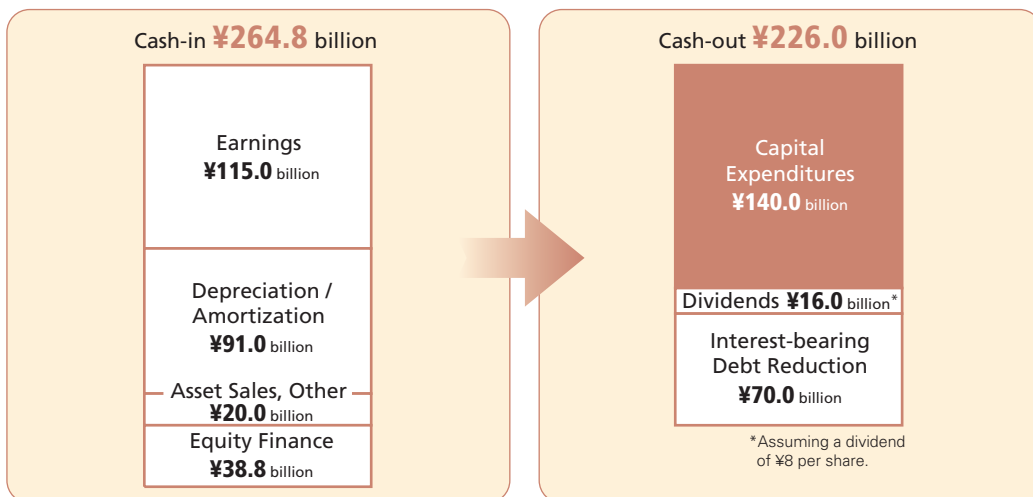 Cash-in ¥264.8 billion
Earnings
¥115.0 billion
Depreciation /
Amortization
¥91.0 billion
Asset Sales, Other
¥20.0 billion
Equity Finance
¥38.8 billion
Cash-out ¥226.0 billion
Capital
Expenditures
¥140.0 billion
Dividends ¥16.0 billion*
Interest-bearing
Debt Reduction
¥70.0 billion
*Assuming a dividend
of ¥8 per share.